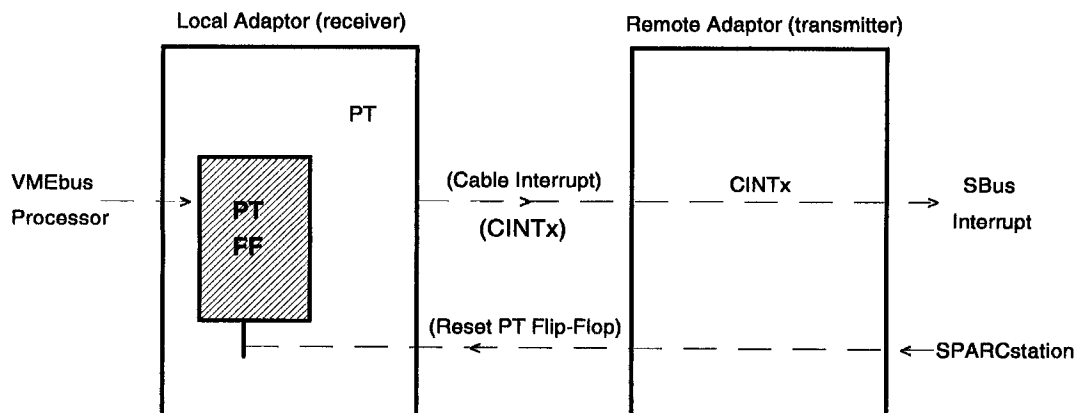 Local Adaptor (receiver)
Remote Adaptor (transmitter)
PT
VMEbus
Processor
PT
FF
(Cable Interrupt)
(CINTx)
CINTx
SBus
Interrupt
(Reset PT Flip-Flop)
SPARCstation